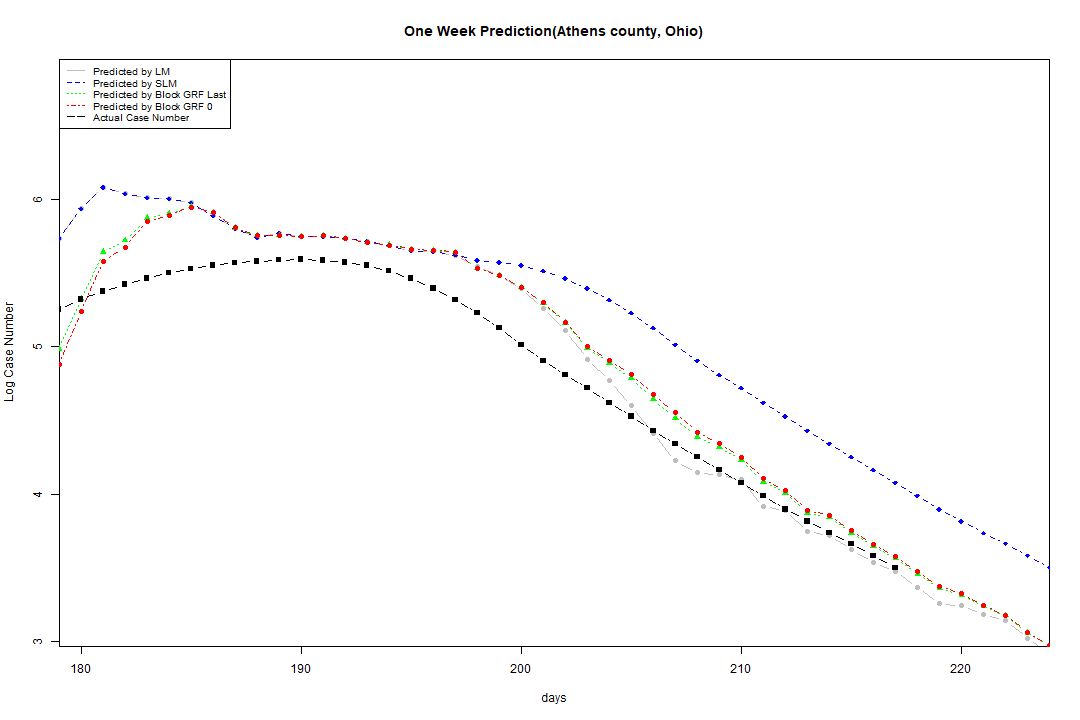 One Week Prediction(Athens county, Ohio)
Predicted by LM
Predicted by SLM
Predicted by Block GRF Last
Predicted by Block GRF 0
Actual Case Number
6
5
4
3
Log Case Number
180 190 200 210 220
days